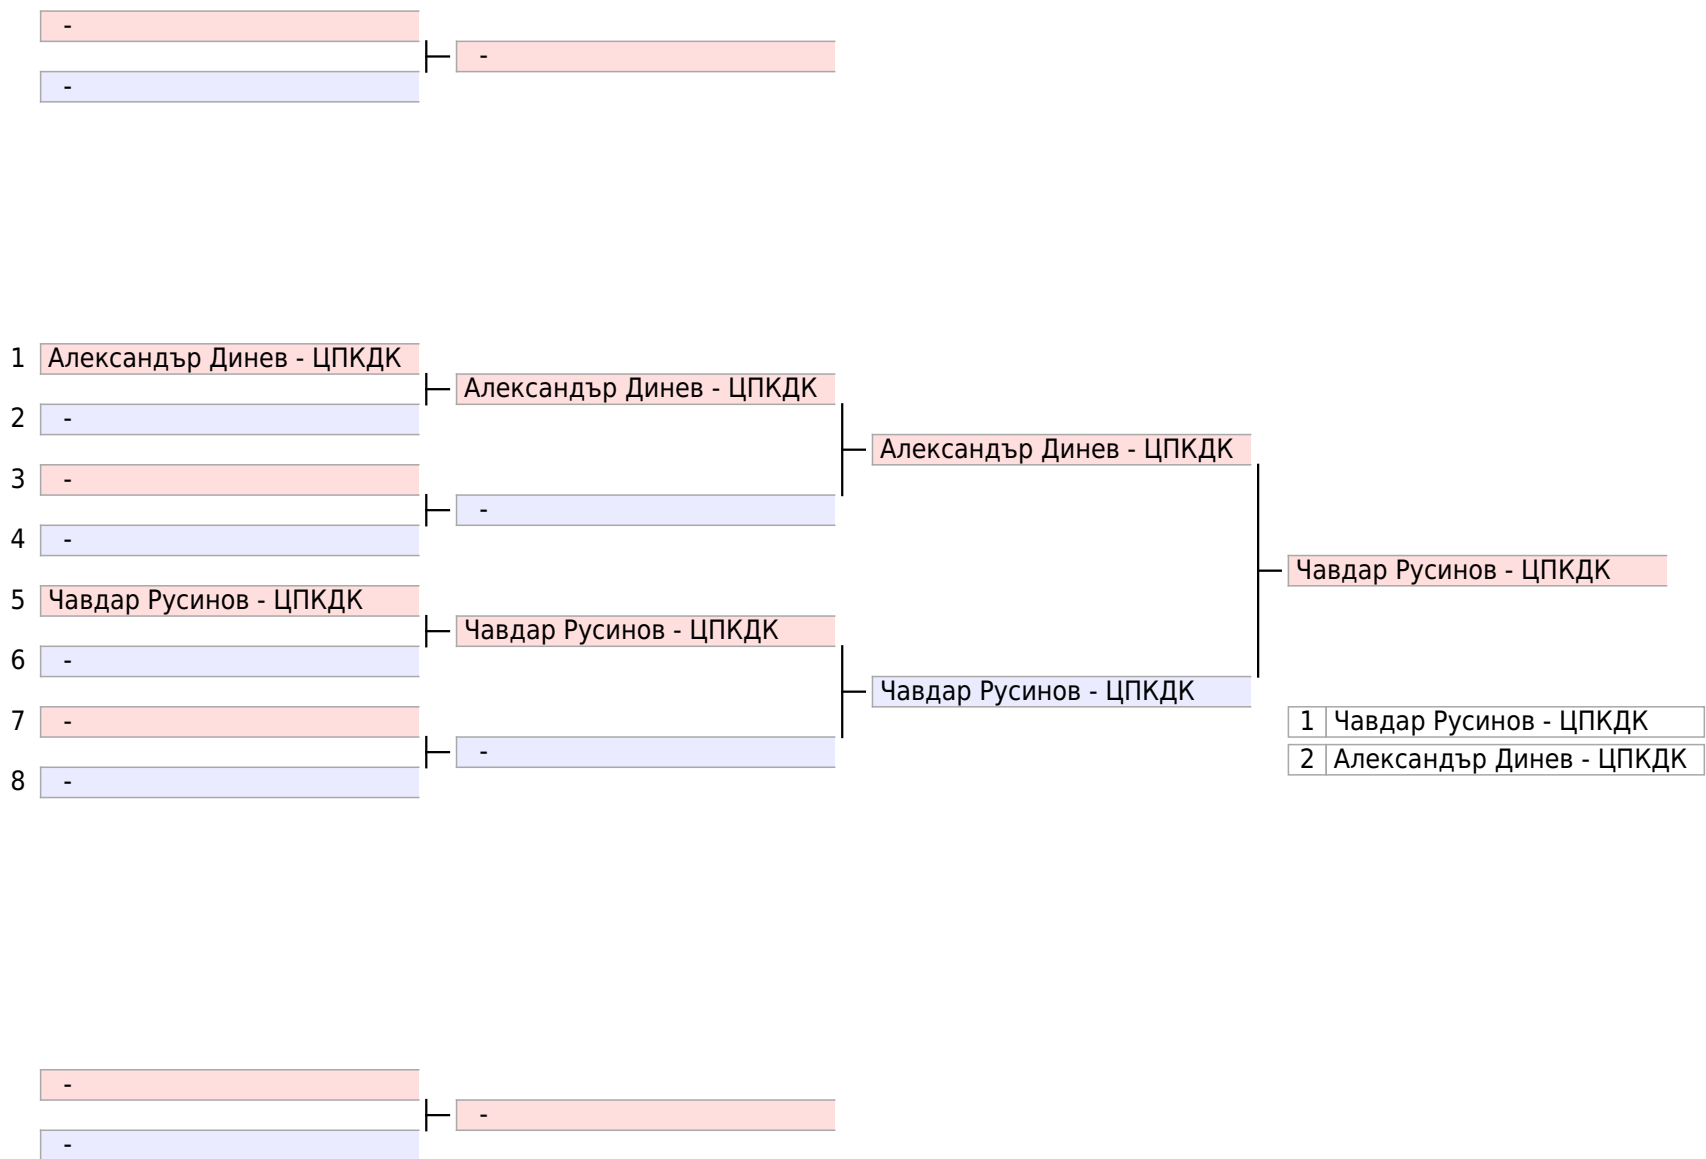 -
-
-
1 Александър Динев - ЦПКДК
Александър Динев - ЦПКДК
2 -
Александър Динев - ЦПКДК
3 -
-
4 -
Чавдар Русинов - ЦПКДК
5 Чавдар Русинов - ЦПКДК
Чавдар Русинов - ЦПКДК
6 -
Чавдар Русинов - ЦПКДК
7 -
1 Чавдар Русинов - ЦПКДК
-
2 Александър Динев - ЦПКДК
8 -
-
-
-